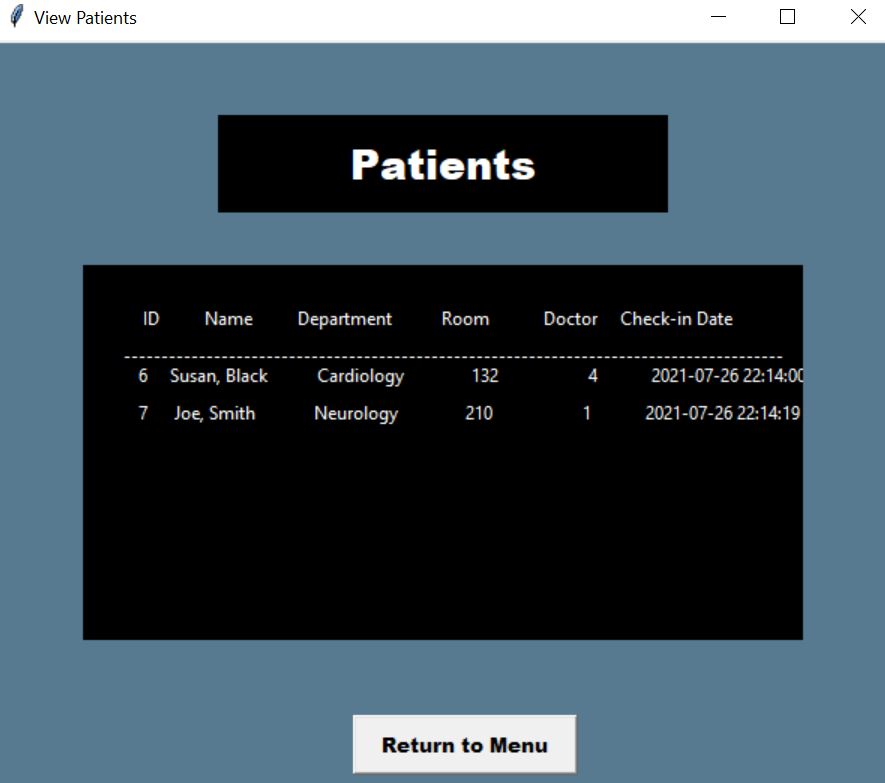 View Patients
Patients
ID Name Department Room Doctor Check-in Date
------------------------------------------------------------------------------------------
6 Susan, Black Cardiology 132 4 2021-07-26 22:14:00
7 Joe, Smith Neurology 210 1 2021-07-26 22:14:19
Return to Menu